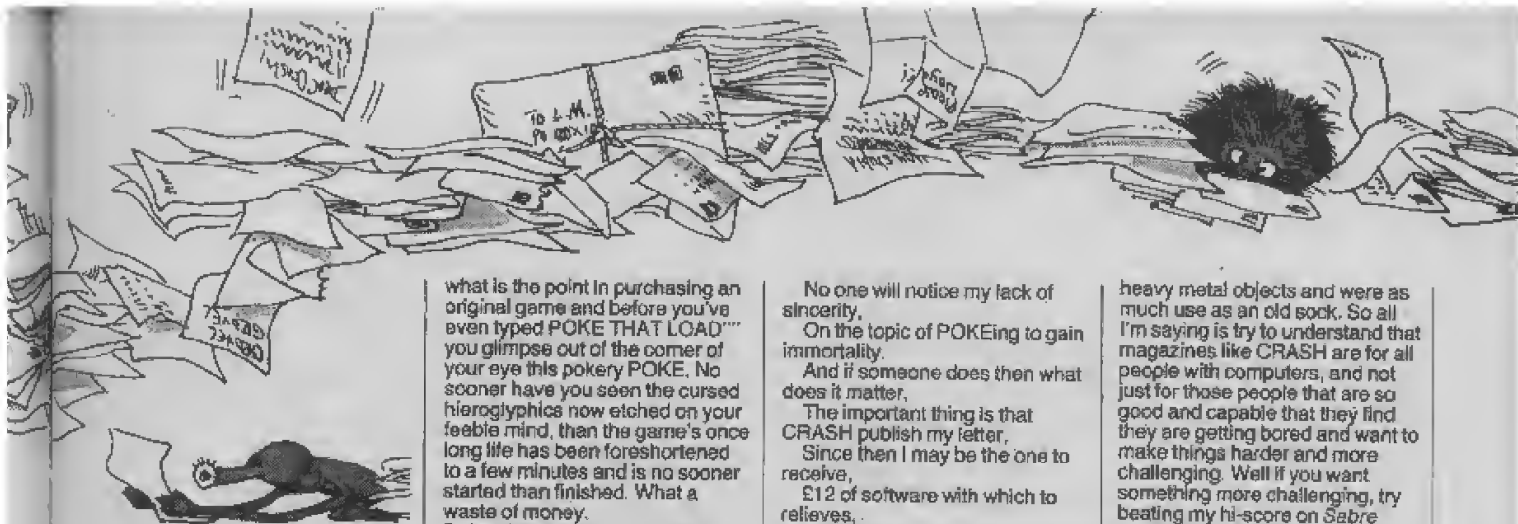 what is the point in purchasing an
original game and before you've
even typed POKE THAT LOAD""
you glimpse out of the corner of
your eye this pokery POKE. No
sooner have you seen the cursed
hieroglyphics now etched on your
feeble mind, than the game's once
long life has been foreshortened
to a few minutes and is no sooner
started than finished. What a
waste of money.
No one will notice my lack of
sincerity,
On the topic of POKEing to gain
immortality.
And if someone does then what
does it matter,
The important thing is that
CRASH publish my letter,
Since then I may be the one to
receive,
£12 of software with which to
relieves,
heavy metal objects and were as
much use as an old sock. So all
I'm saying is try to understand that
magazines like CRASH are for all
people with computers, and not
just for those people that are so
good and capable that they find
they are getting bored and want to
make things harder and more
challenging. Well if you want
something more challenging, try
beating my hi-score on Sabre